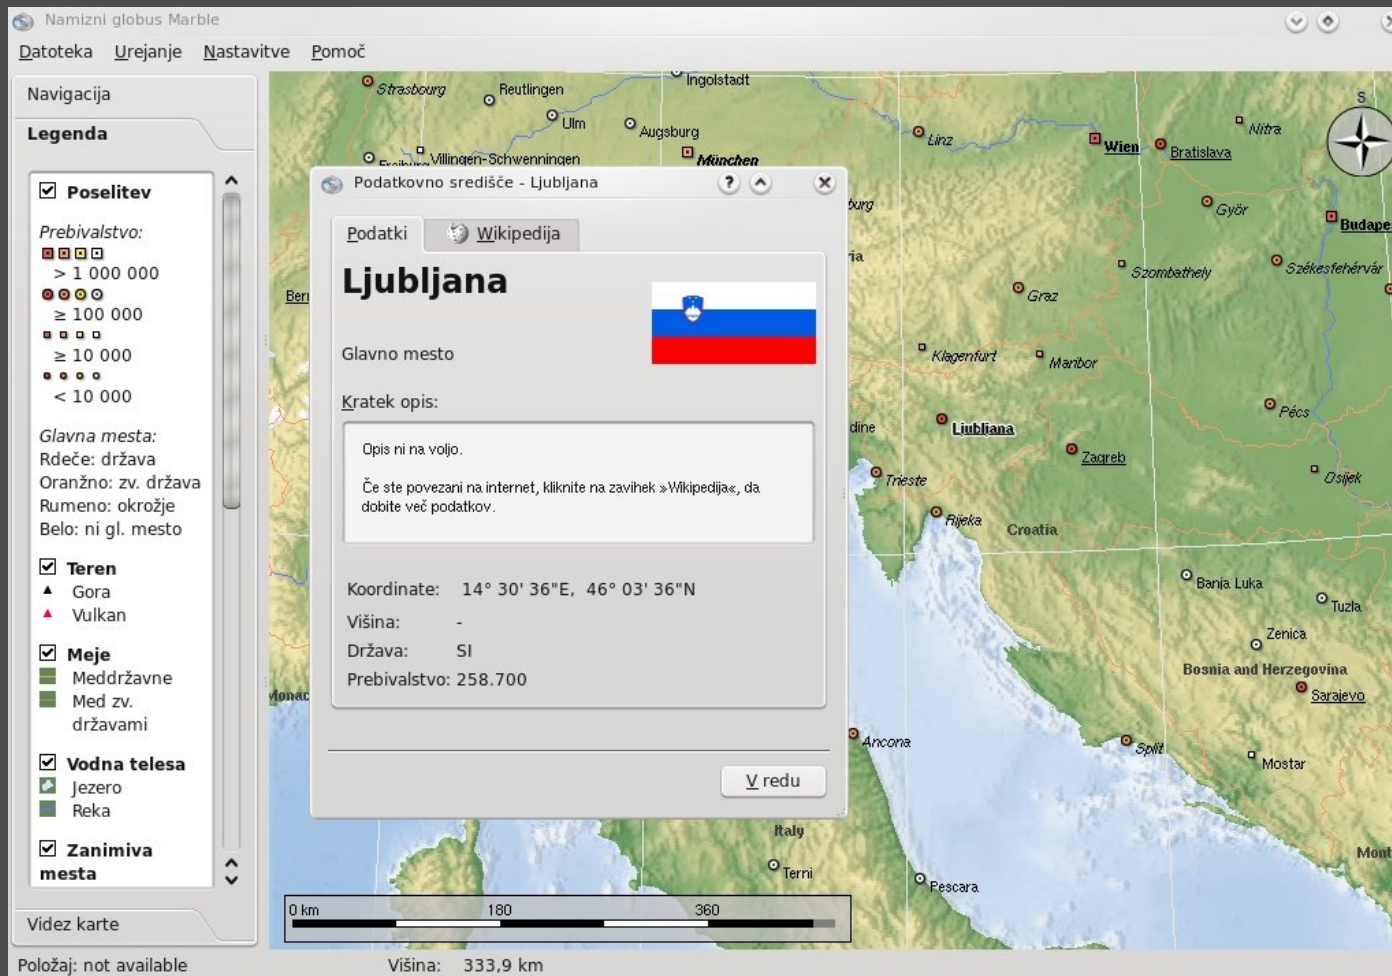 Namizni globus Marble
Datoteka Urejanje Nastavitve Pomoč
Navigacija
Legenda
Poselitev
Prebivalstvo:
> 1 000 000
≥ 100 000
≥ 10 000
< 10 000
Glavna mesta:
Rdeče: država
Oranžno: zv. država
Rumeno: okrožje
Belo: ni gl. mesto
Teren
Gora
Vulkan
Meje
Meddržavne
Med zv.
državami
Vodna telesa
Jezero
Reka
Zanimiva
mesta
Videz karte
Položaj: not available
Višina: 333,9 km
Podatkovno središče - Ljubljana
?
Podatki
Wikipedija
Ljubljana
Glavno mesto
Kratek opis:
Opis ni na voljo.
Če ste povezani na internet, kliknite na zavihek »Wikipedija«, da
dobite več podatkov.
Koordinate: 14° 30' 36"E, 46° 03' 36"N
Višina: -
Država: SI
Prebivalstvo: 258.700
V redu
Strasbourg
Reutlingen
Ingolstadt
Ulm
Augsburg
Villingen-Schwenningen
München
Linz
Wien
Bratislava
Nitra
S
burg
Györ
Budape
ria
Szombathely
Székesfehérvár
Ber
Graz
Klagenfurt
Maribor
Pécs
dine
Ljubljana
Zagreb
Trieste
Osijek
Rijeka
Croatia
Banja Luka
Tuzla
Zenica
Bosnia and Herzegovina
Sarajevo
Monac
Ancona
Split
Mostar
Italy
Mont
Terni
Pescara
0 km 180 360